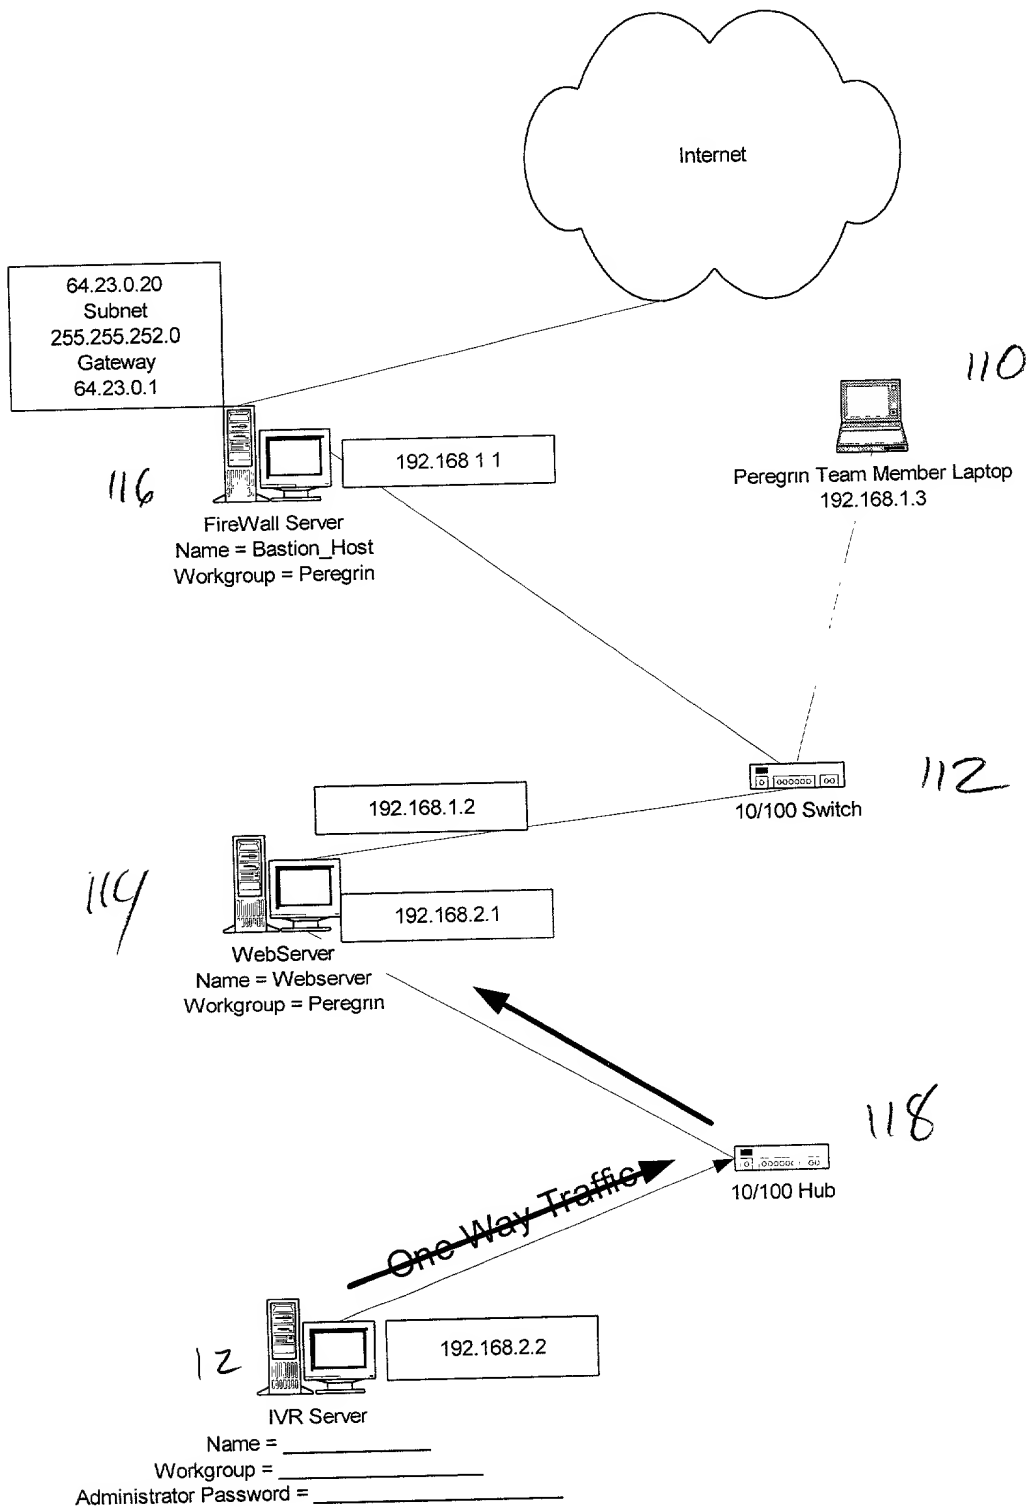 Internet
64.23.0.20
Subnet
255.255.252.0
Gateway
64.23.0.1
110
192.168 1 1
Peregrin Team Member Laptop
192.168.1.3
116
FireWall Server
Name = Bastion_Host
Workgroup = Peregrin
112
10/100 Switch
192.168.1.2
114
192.168.2.1
WebServer
Name = Webserver
Workgroup = Peregrin
118
10/100 Hub
One Way Traffic
12
192.168.2.2
IVR Server
Name = ____________
Workgroup = ________________
Administrator Password = ____________________